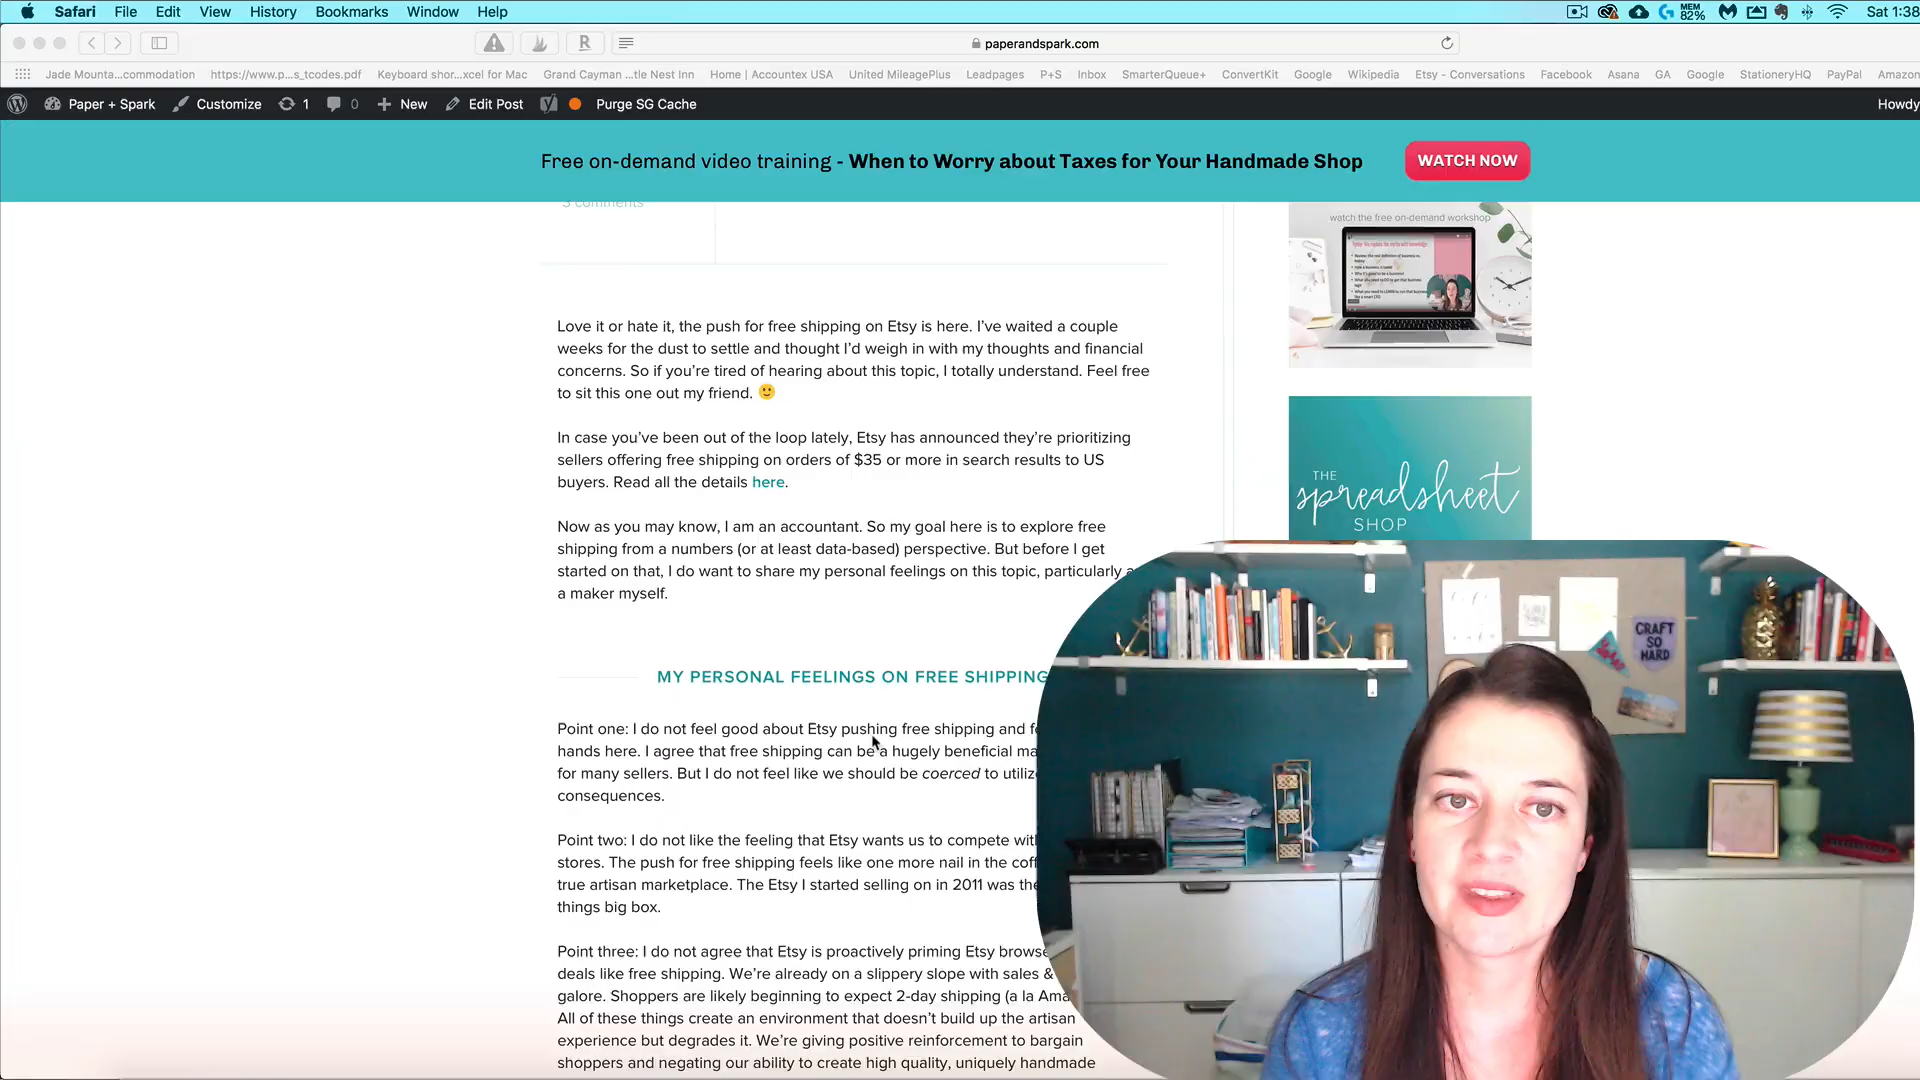 Safari File Edit View History Bookmarks Window Help MEM 82% Sat 1:38
paperandspark.com
Jade Mounta...commodation https://www.p...s_tcodes.pdf Keyboard shor...xcel for Mac Grand Cayman ...tle Nest Inn Home | Accountex USA United MileagePlus Leadpages P+S Inbox SmarterQueue+ ConvertKit Google Wikipedia Etsy - Conversations Facebook Asana GA Google StationeryHQ PayPal Amazon
Paper + Spark Customize 1 0 New Edit Post Purge SG Cache Howdy
Free on-demand video training - When to Worry about Taxes for Your Handmade Shop WATCH NOW
3 comments
watch the free on-demand workshop
Love it or hate it, the push for free shipping on Etsy is here. I've waited a couple
weeks for the dust to settle and thought I'd weigh in with my thoughts and financial
concerns. So if you're tired of hearing about this topic, I totally understand. Feel free
to sit this one out my friend. 🙂
In case you've been out of the loop lately, Etsy has announced they're prioritizing
sellers offering free shipping on orders of $35 or more in search results to US
buyers. Read all the details here.
THE
spreadsheet
SHOP
Now as you may know, I am an accountant. So my goal here is to explore free
shipping from a numbers (or at least data-based) perspective. But before I get
started on that, I do want to share my personal feelings on this topic, particularly a
a maker myself.
MY PERSONAL FEELINGS ON FREE SHIPPING
Point one: I do not feel good about Etsy pushing free shipping and f
hands here. I agree that free shipping can be a hugely beneficial ma
for many sellers. But I do not feel like we should be coerced to utiliz
consequences.
Point two: I do not like the feeling that Etsy wants us to compete wit
stores. The push for free shipping feels like one more nail in the coff
true artisan marketplace. The Etsy I started selling on in 2011 was the
things big box.
Point three: I do not agree that Etsy is proactively priming Etsy browse
deals like free shipping. We're already on a slippery slope with sales &
galore. Shoppers are likely beginning to expect 2-day shipping (a la Ama
All of these things create an environment that doesn't build up the artisan
experience but degrades it. We're giving positive reinforcement to bargain
shoppers and negating our ability to create high quality, uniquely handmade
CRAFT
SO
HARD